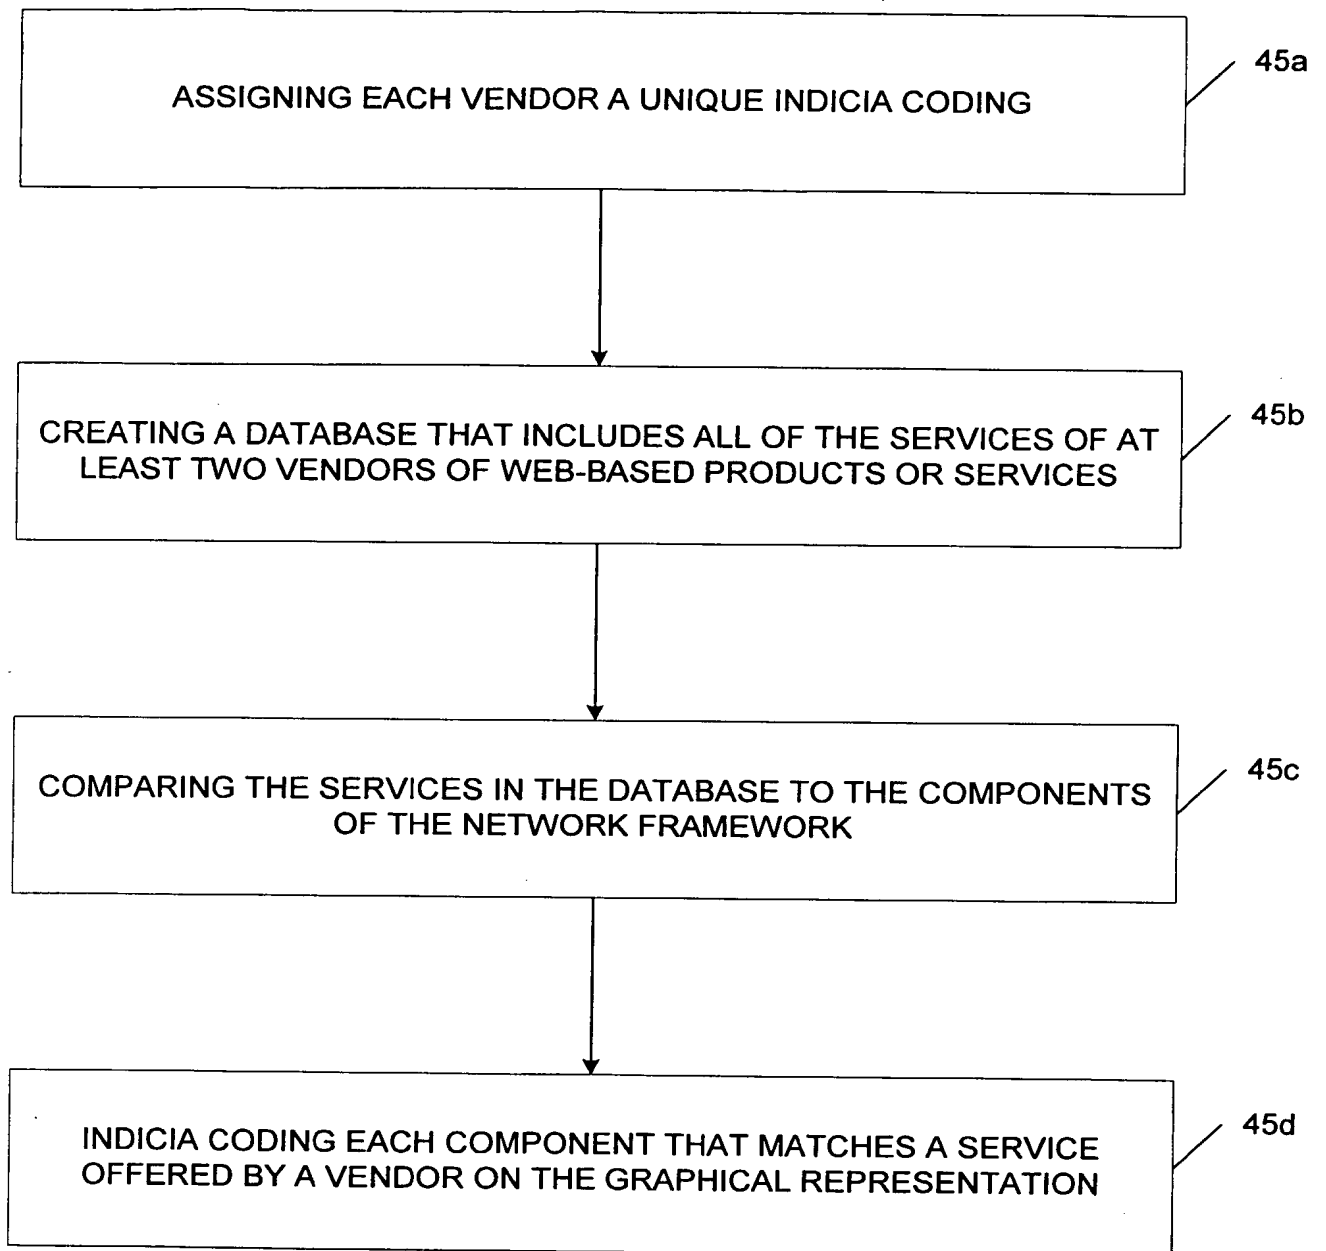 45a
ASSIGNING EACH VENDOR A UNIQUE INDICIA CODING
45b
CREATING A DATABASE THAT INCLUDES ALL OF THE SERVICES OF AT
LEAST TWO VENDORS OF WEB-BASED PRODUCTS OR SERVICES
45c
COMPARING THE SERVICES IN THE DATABASE TO THE COMPONENTS
OF THE NETWORK FRAMEWORK
45d
INDICIA CODING EACH COMPONENT THAT MATCHES A SERVICE
OFFERED BY A VENDOR ON THE GRAPHICAL REPRESENTATION